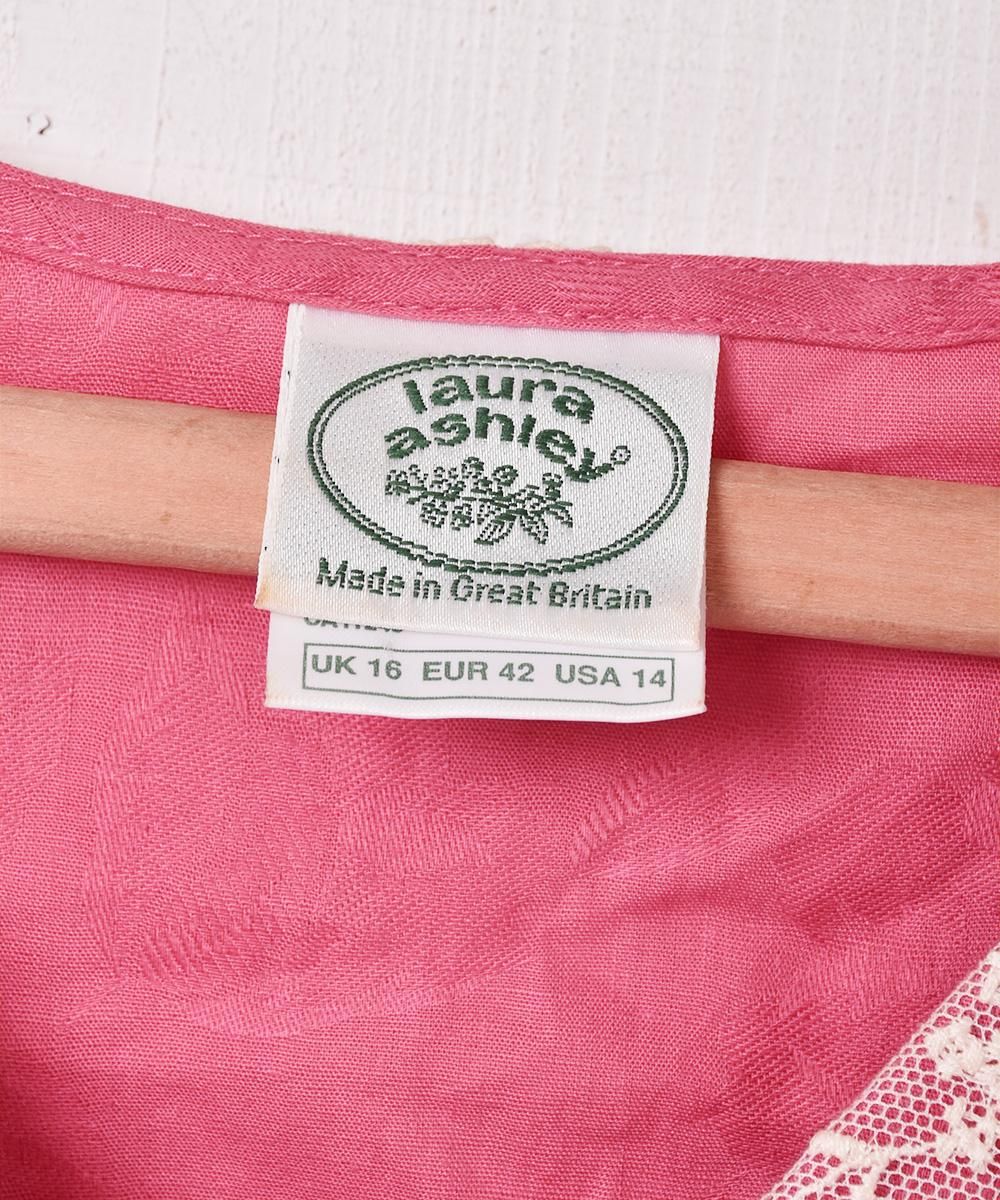 laura
ashley
Made in Great Britain
UK 16 EUR 42 USA 14